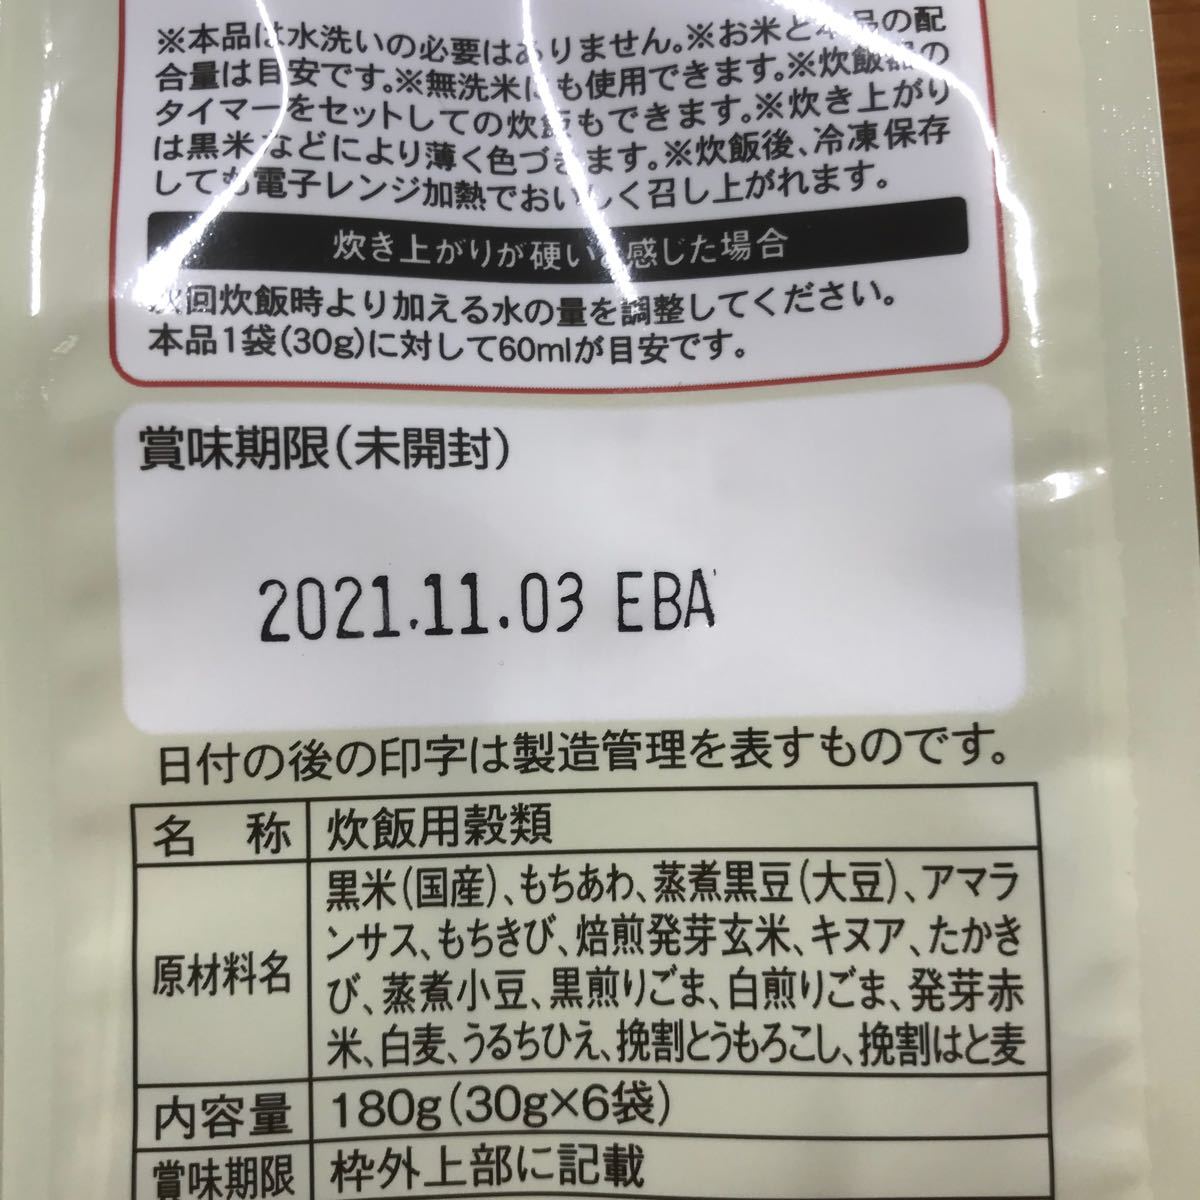 ※本品は水洗いの必要はありません。※お米と本品の配
合量は目安です。※無洗米にも使用できます。※炊飯器の
タイマーをセットしての炊飯もできます。※炊き上がり
は黒米などにより薄く色づきます。※炊飯後、冷凍保存
しても電子レンジ加熱でおいしく召し上がれます。
炊き上がりが硬いと感じた場合
次回炊飯時より加える水の量を調整してください。
本品1袋(30g)に対して60mlが目安です。
賞味期限(未開封)
2021.11.03 EBA
日付の後の印字は製造管理を表すものです。
名 称 炊飯用穀類
原材料名 黒米(国産)、もちあわ、蒸煮黒豆(大豆)、アマラ
ンサス、もちきび、焙煎発芽玄米、キヌア、たかき
び、蒸煮小豆、黒煎りごま、白煎りごま、発芽赤
米、白麦、うるちひえ、挽割とうもろこし、挽割はと麦
内容量 180g(30g×6袋)
賞味期限 枠外上部に記載